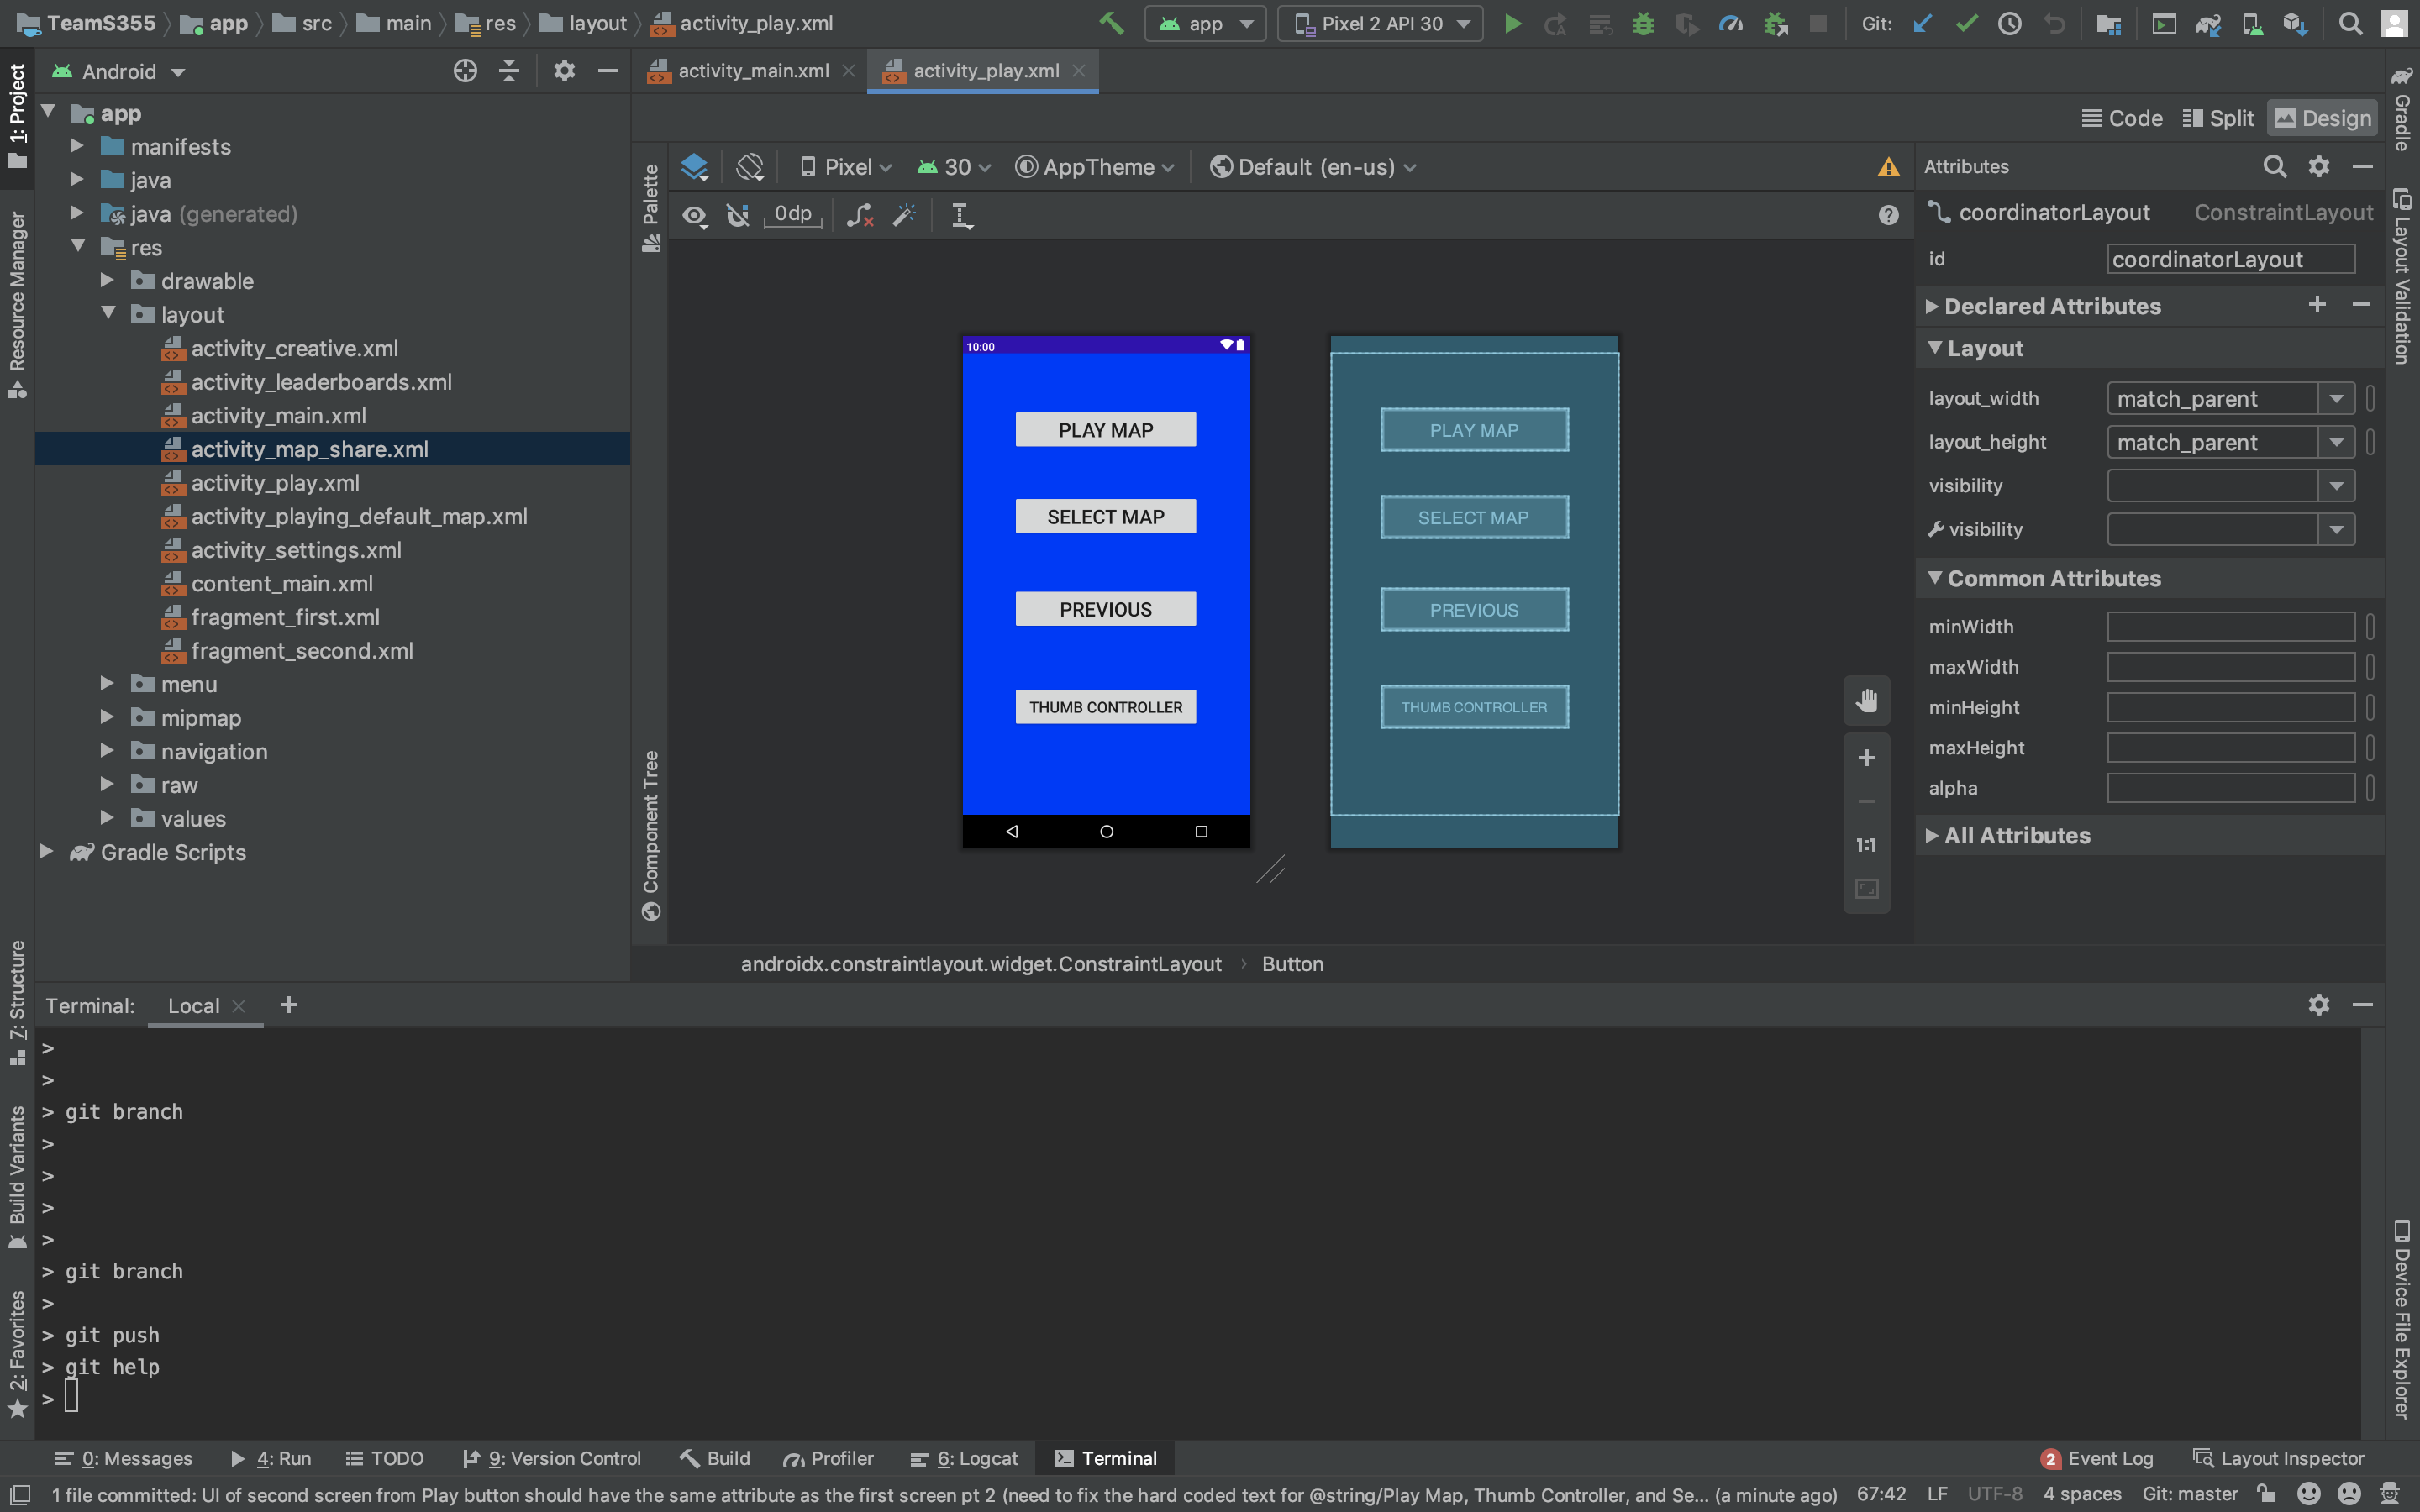 TeamS355 app src main res layout activity_play.xml app Pixel 2 API 30 Git:
1: Project
Resource Manager
Z: Structure
Build Variants
2: Favorites
Android
app
manifests
java
java (generated)
res
drawable
layout
activity_creative.xml
activity_leaderboards.xml
activity_main.xml
activity_map_share.xml
activity_play.xml
activity_playing_default_map.xml
activity_settings.xml
content_main.xml
fragment_first.xml
fragment_second.xml
menu
mipmap
navigation
raw
values
Gradle Scripts
activity_main.xml activity_play.xml
Code Split Design
Palette
Component Tree
Pixel 30 AppTheme Default (en-us)
0dp
10:00
PLAY MAP
SELECT MAP
PREVIOUS
THUMB CONTROLLER
PLAY MAP
SELECT MAP
PREVIOUS
THUMB CONTROLLER
1:1
androidx.constraintlayout.widget.ConstraintLayout Button
Attributes
coordinatorLayout ConstraintLayout
id coordinatorLayout
Declared Attributes
Layout
layout_width match_parent
layout_height match_parent
visibility
visibility
Common Attributes
minWidth
maxWidth
minHeight
maxHeight
alpha
All Attributes
Gradle
Layout Validation
Device File Explorer
Terminal: Local
>
>
> git branch
>
>
>
>
> git branch
>
> git push
> git help
>
0: Messages 4: Run TODO 9: Version Control Build Profiler 6: Logcat Terminal 2 Event Log Layout Inspector
1 file committed: UI of second screen from Play button should have the same attribute as the first screen pt 2 (need to fix the hard coded text for @string/Play Map, Thumb Controller, and Se... (a minute ago) 67:42 LF UTF-8 4 spaces Git: master